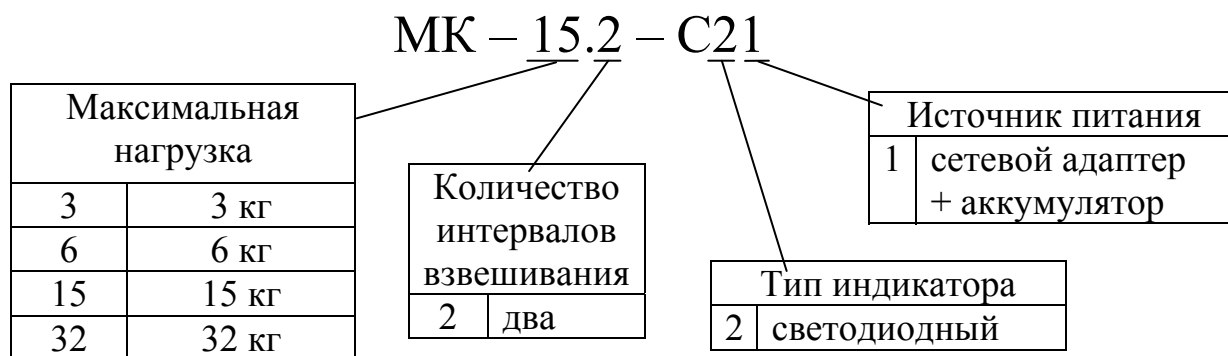 МК – 15.2 – С21
Максимальная
нагрузка
3 3 кг
6 6 кг
15 15 кг
32 32 кг
Количество
интервалов
взвешивания
2 два
Тип индикатора
2 светодиодный
Источник питания
1 сетевой адаптер
+ аккумулятор